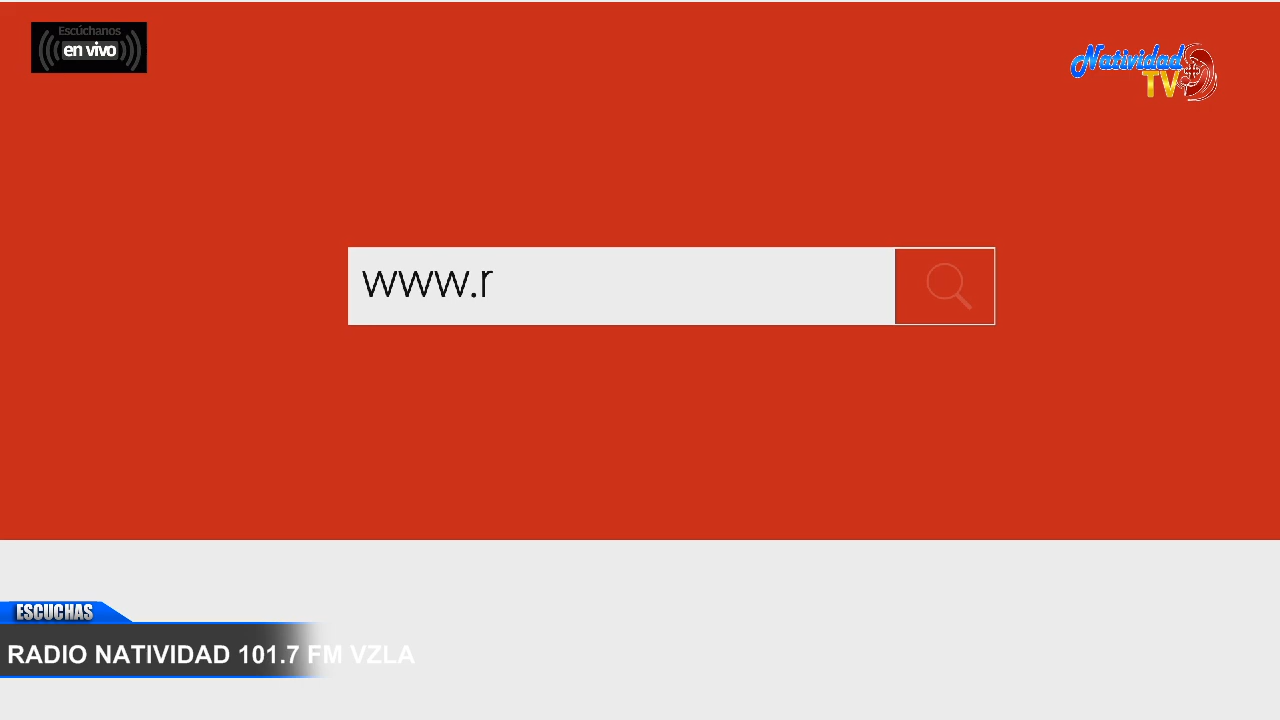 Escúchanos
en vivo
Natividad
TV
www.r
ESCUCHAS
RADIO NATIVIDAD 101.7 FM VZLA